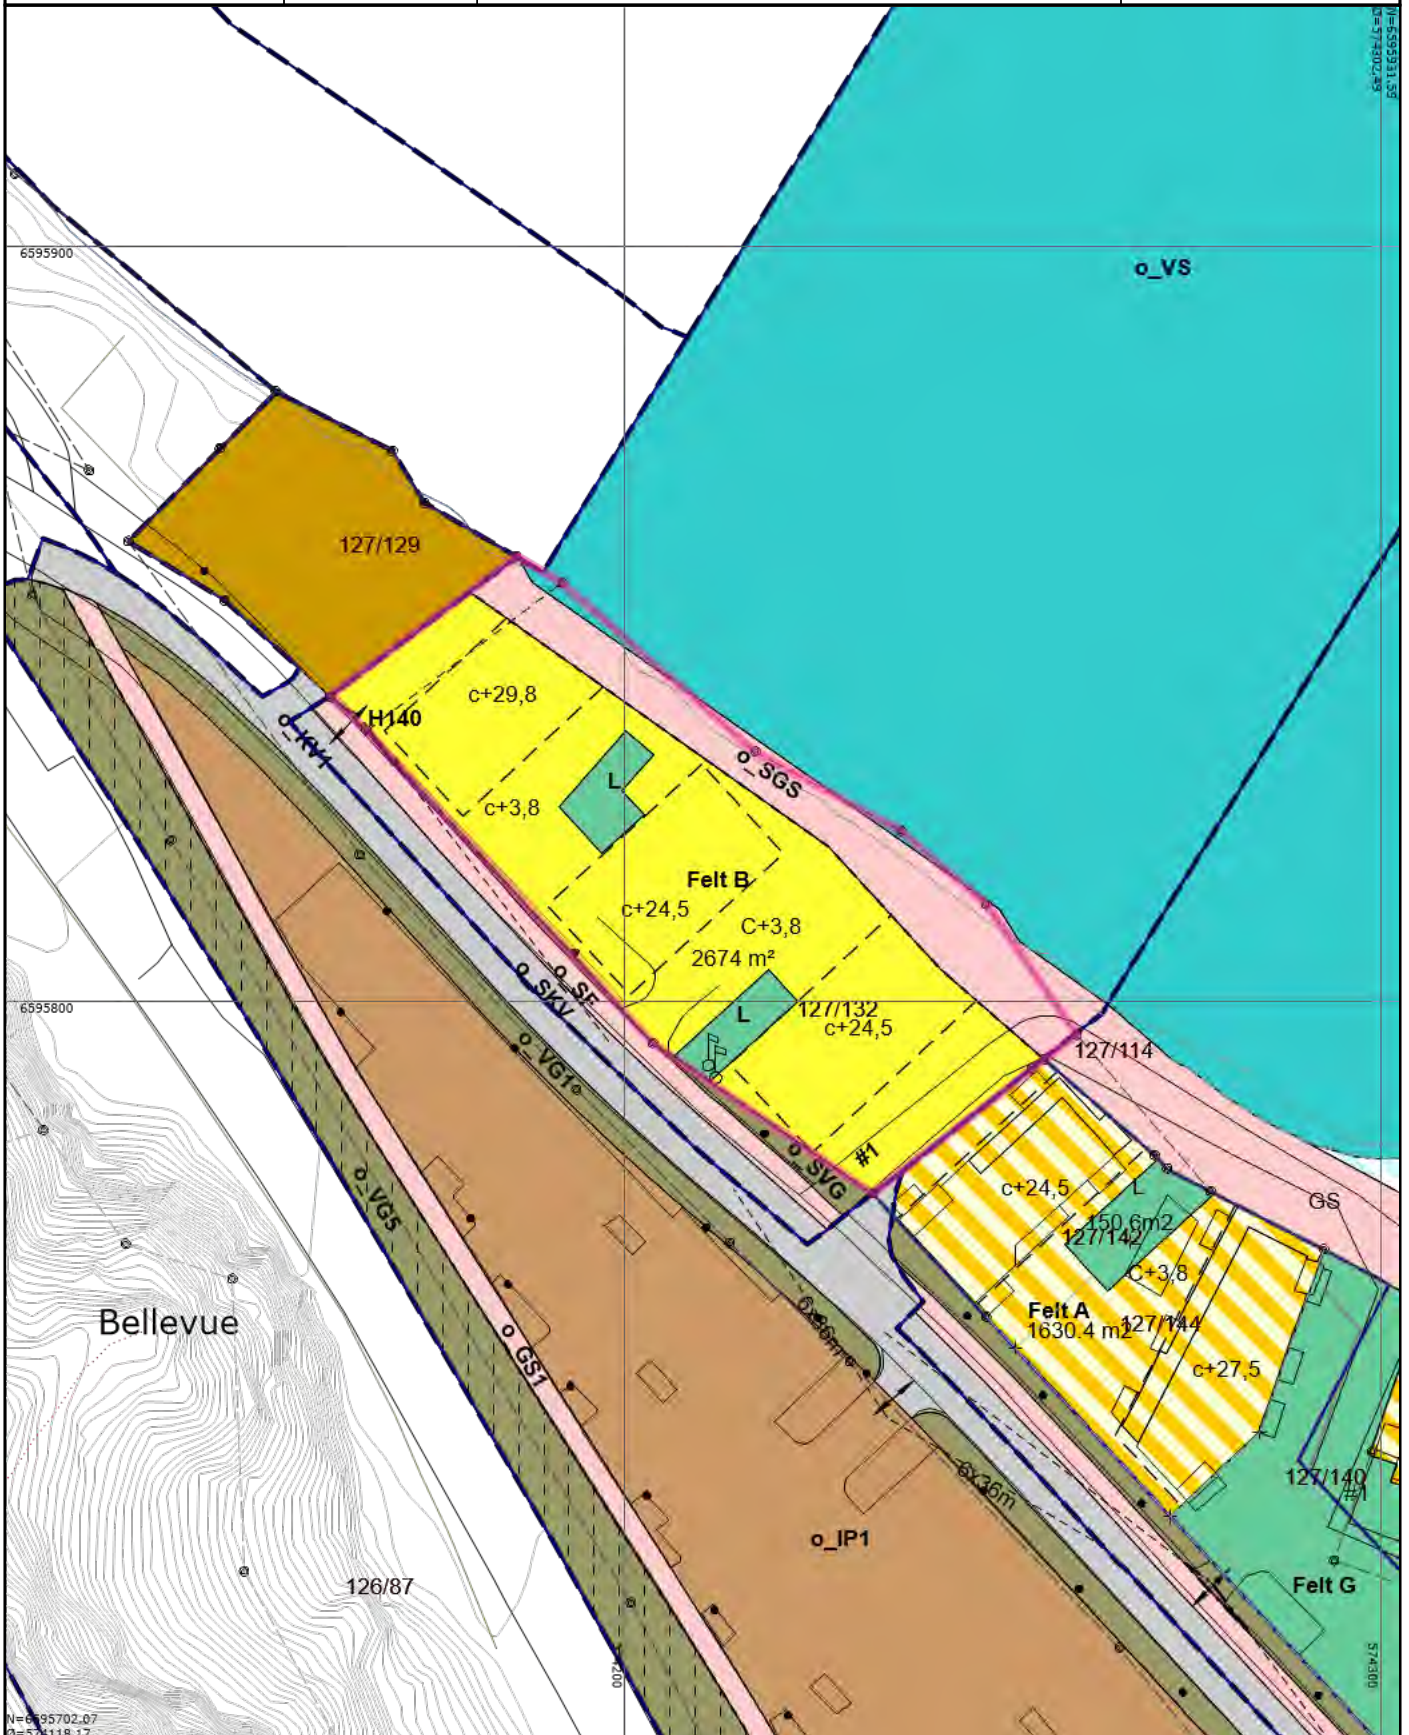 N=6595931.59
Ø=574302.49
6595900
o_VS
127/129
c+29,8
H140
o_KV1
L
o_SGS
c+3,8
Felt B
c+24,5
C+3,8
2674 m²
o_SF
o_SKV
6595800
L
127/132
c+24,5
o_VG1
127/114
#1
o_SVG
o_VG5
c+24,5
L
GS
150,6m2
127/142
C+3,8
Bellevue
Felt A
127/144
1630.4 m2
6x36m
o_GS1
c+27,5
127/140
#1
6x36m
o_IP1
126/87
Felt G
574300
N=6595702.07
Ø=574118.17